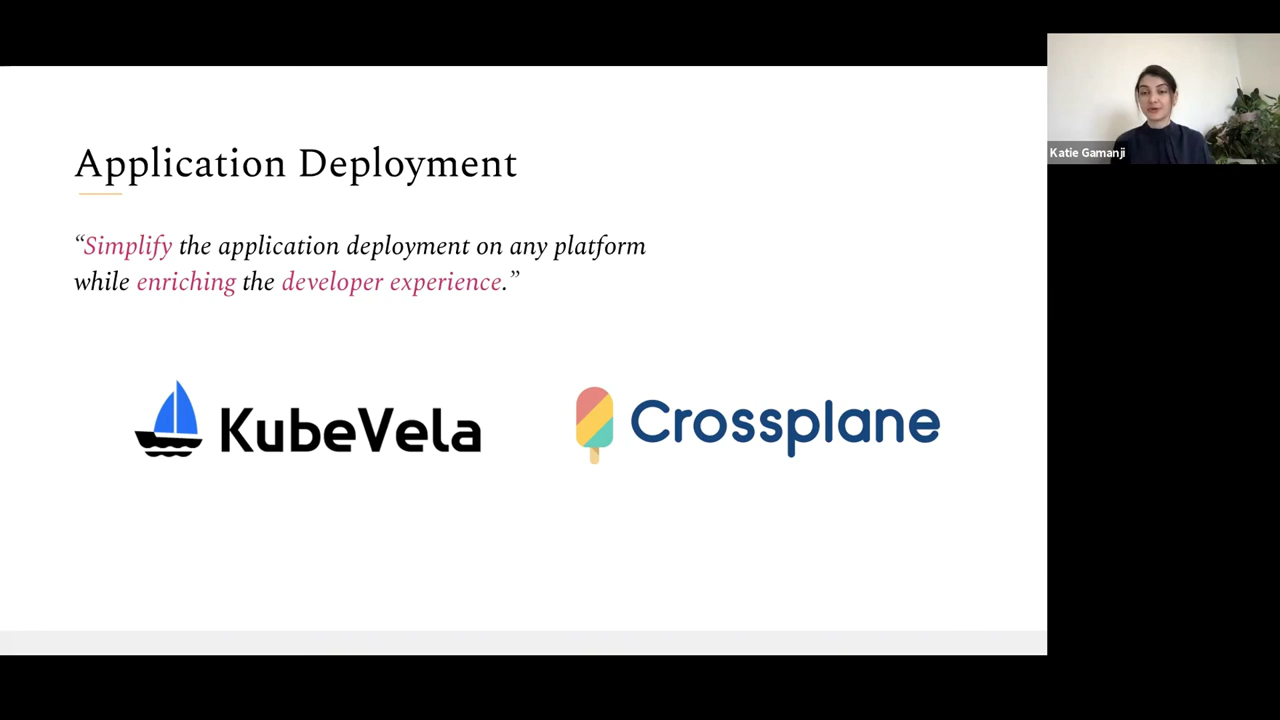 Application Deployment
“Simplify the application deployment on any platform
while enriching the developer experience.”
KubeVela
Crossplane
Katie Gamanji